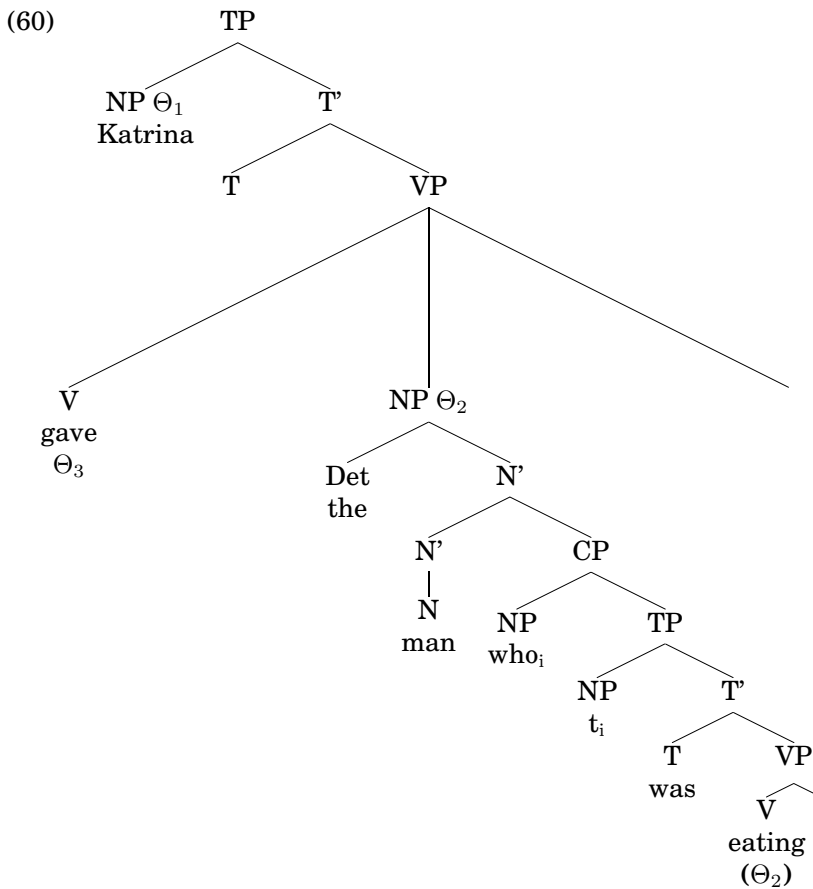 (60) TP
NP Θ₁ T’
Katrina
T VP
V NP Θ₂
gave
Θ₃
Det N’
the
N’ CP
N NP TP
man whoᵢ
NP T’
tᵢ
T VP
was
V
eating
(Θ₂)